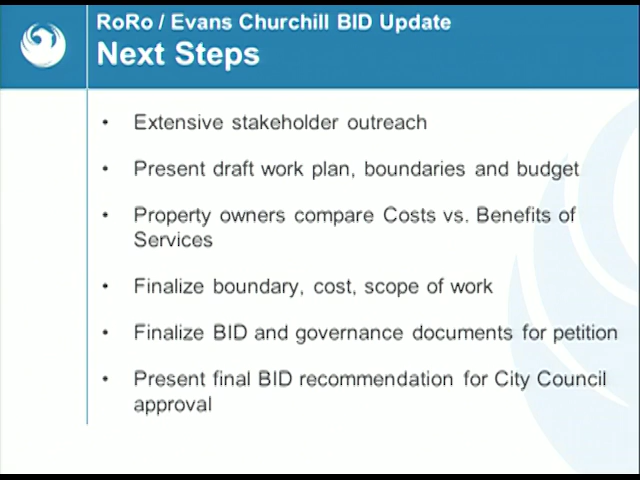 RoRo / Evans Churchill BID Update
Next Steps
• Extensive stakeholder outreach
• Present draft work plan, boundaries and budget
• Property owners compare Costs vs. Benefits of
Services
• Finalize boundary, cost, scope of work
• Finalize BID and governance documents for petition
• Present final BID recommendation for City Council
approval